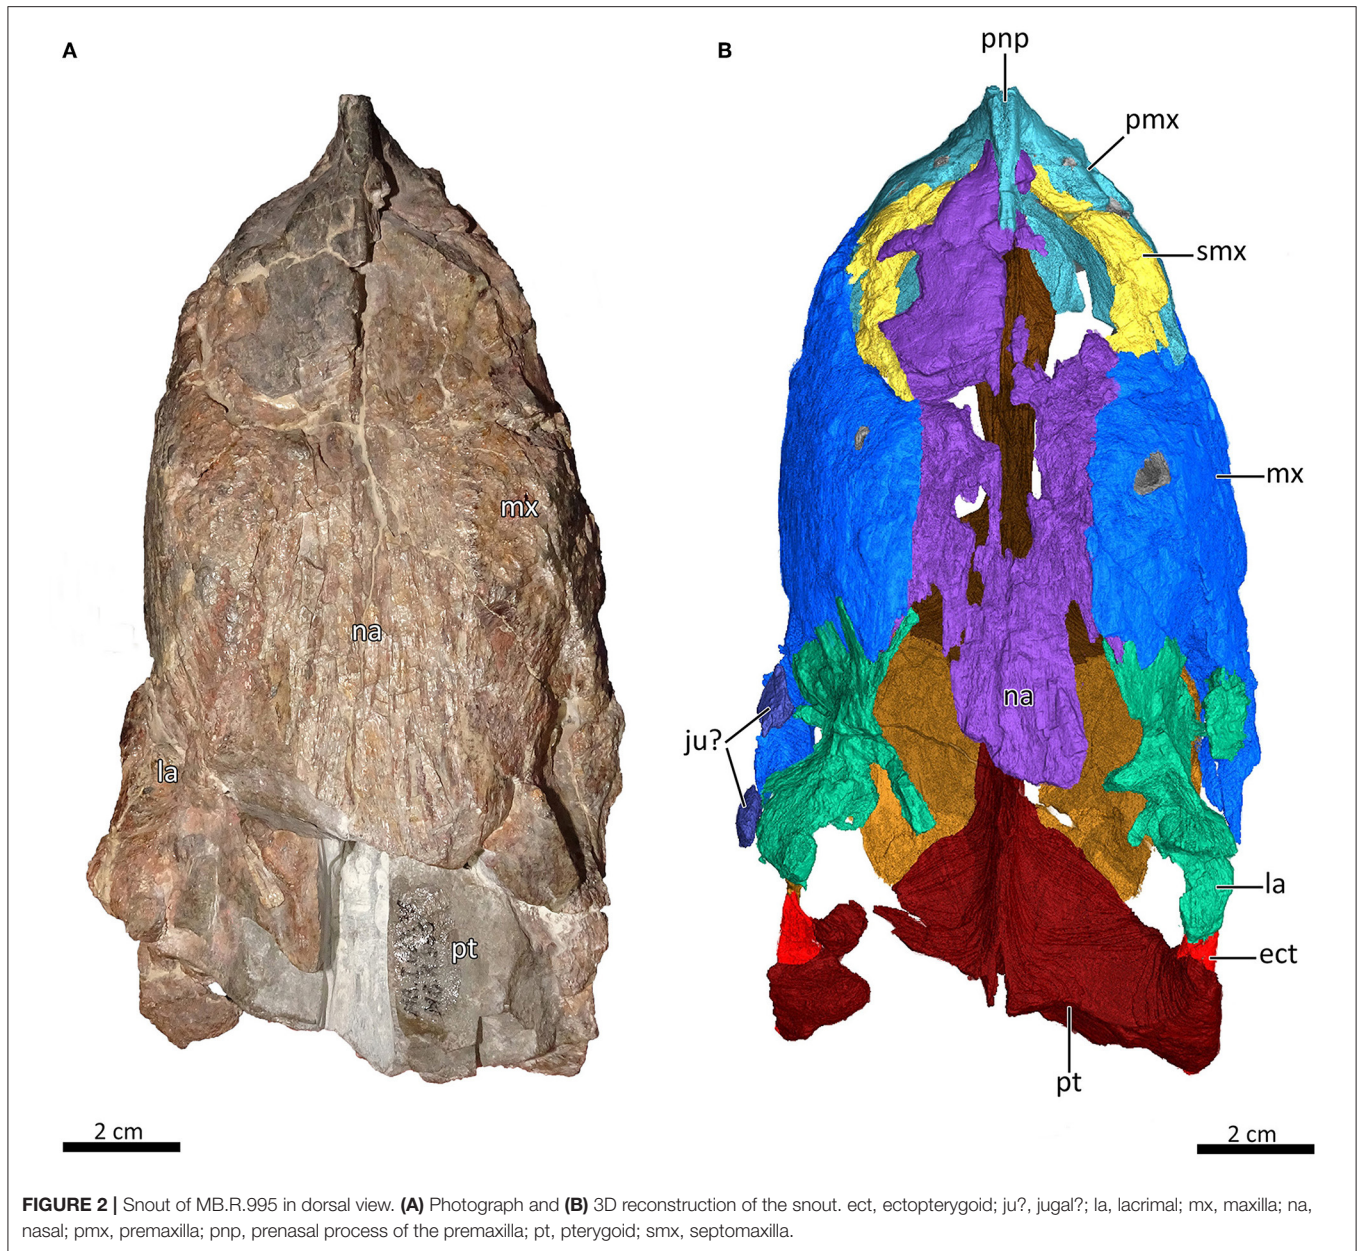 A
B
pnp
pmx
smx
mx
mx
na
na
ju?
la
la
pt
ect
pt
2 cm
2 cm
FIGURE 2 | Snout of MB.R.995 in dorsal view. (A) Photograph and (B) 3D reconstruction of the snout. ect, ectopterygoid; ju?, jugal?; la, lacrimal; mx, maxilla; na,
nasal; pmx, premaxilla; pnp, prenasal process of the premaxilla; pt, pterygoid; smx, septomaxilla.